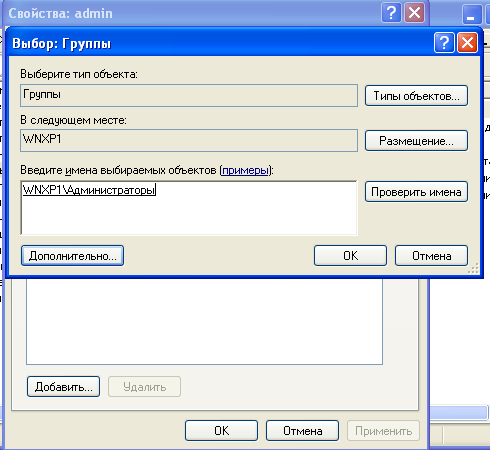 Свойства: admin
Выбор: Группы
Выберите тип объекта:
Группы
Типы объектов...
В следующем месте:
WNXP1
Размещение...
Введите имена выбираемых объектов (примеры):
WNXP1\Администраторы
Проверить имена
Дополнительно...
OK
Отмена
Добавить...
Удалить
OK
Отмена
Применить